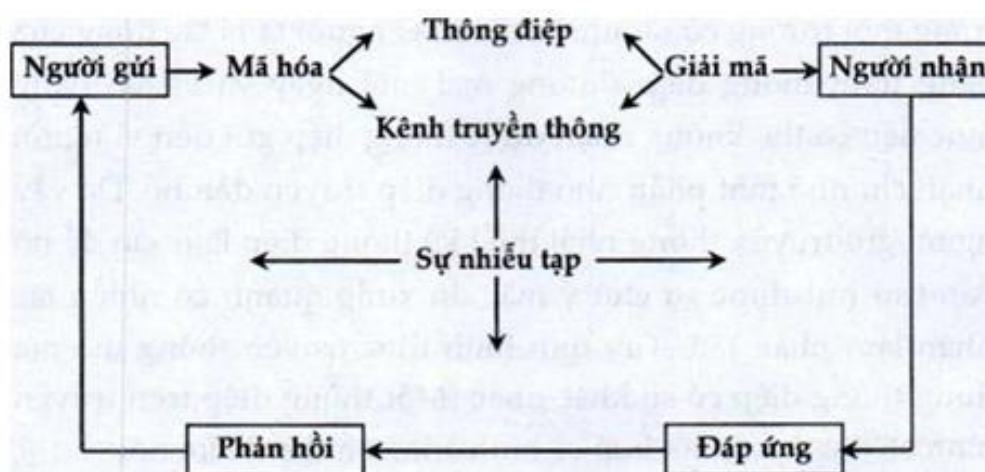 Thông điệp
Người gửi Mã hóa Giải mã Người nhận
Kênh truyền thông
Sự nhiễu tạp
Phản hồi Đáp ứng